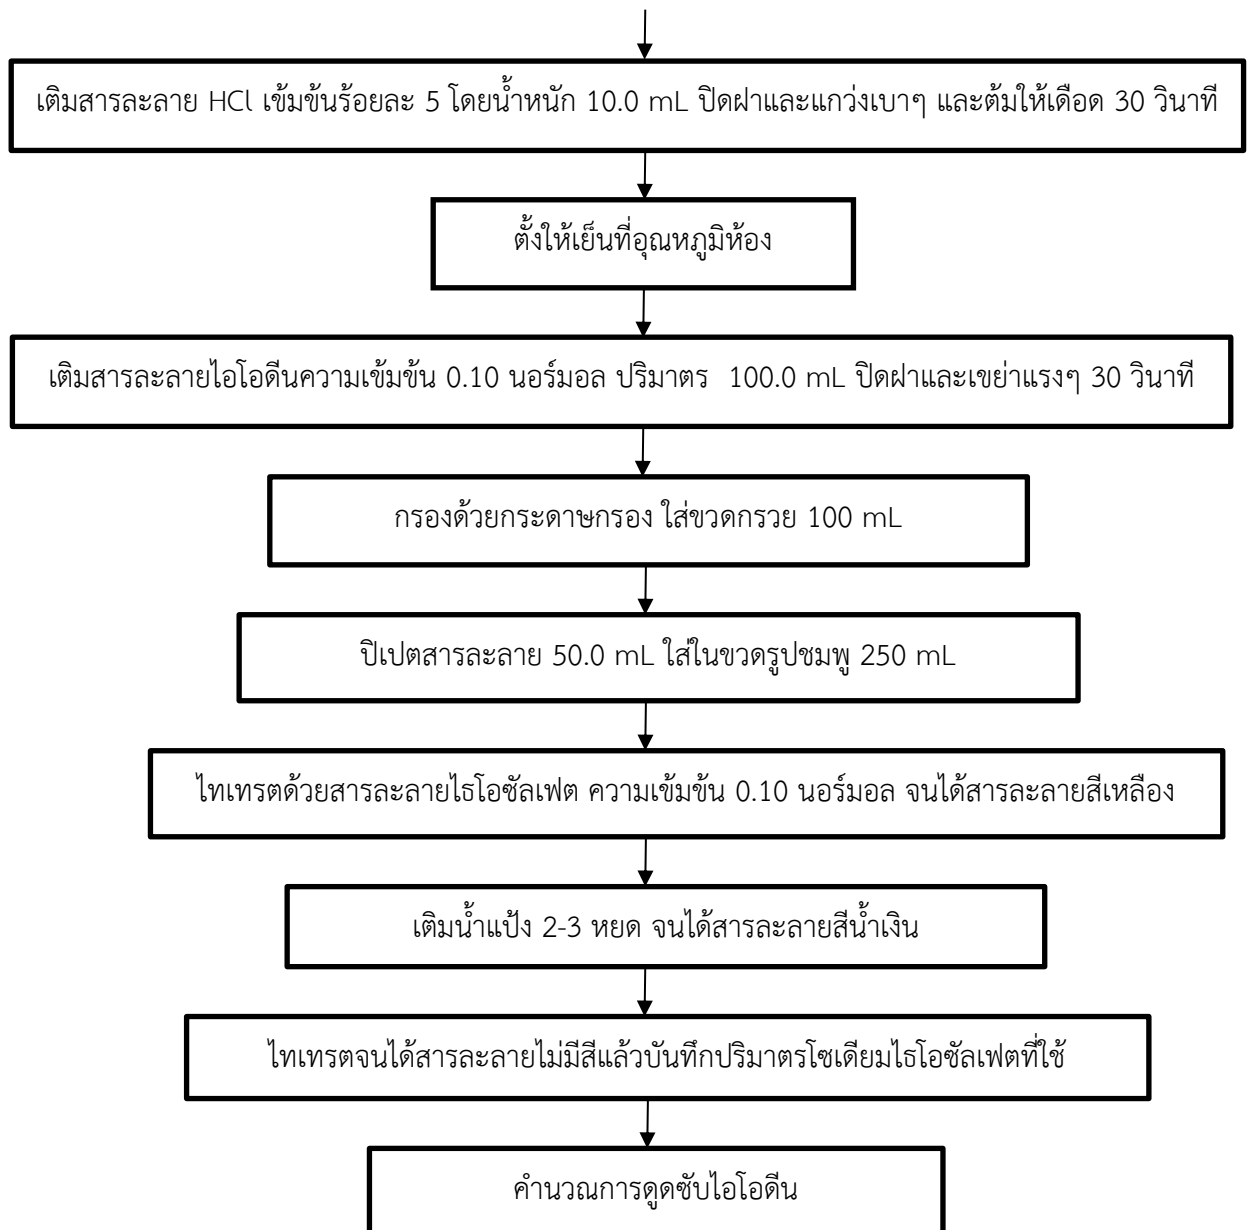 เติมสารละลาย HCl เข้มข้นร้อยละ 5 โดยน้ำหนัก 10.0 mL ปิดฝาและแกว่งเบาๆ และต้มให้เดือด 30 วินาที
ตั้งให้เย็นที่อุณหภูมิห้อง
เติมสารละลายไอโอดีนความเข้มข้น 0.10 นอร์มอล ปริมาตร 100.0 mL ปิดฝาและเขย่าแรงๆ 30 วินาที
กรองด้วยกระดาษกรอง ใส่ขวดกรวย 100 mL
ปิเปตสารละลาย 50.0 mL ใส่ในขวดรูปชมพู 250 mL
ไทเทรตด้วยสารละลายไธโอซัลเฟต ความเข้มข้น 0.10 นอร์มอล จนได้สารละลายสีเหลือง
เติมน้ำแป้ง 2-3 หยด จนได้สารละลายสีน้ำเงิน
ไทเทรตจนได้สารละลายไม่มีสีแล้วบันทึกปริมาตรโซเดียมไธโอซัลเฟตที่ใช้
คำนวณการดูดซับไอโอดีน